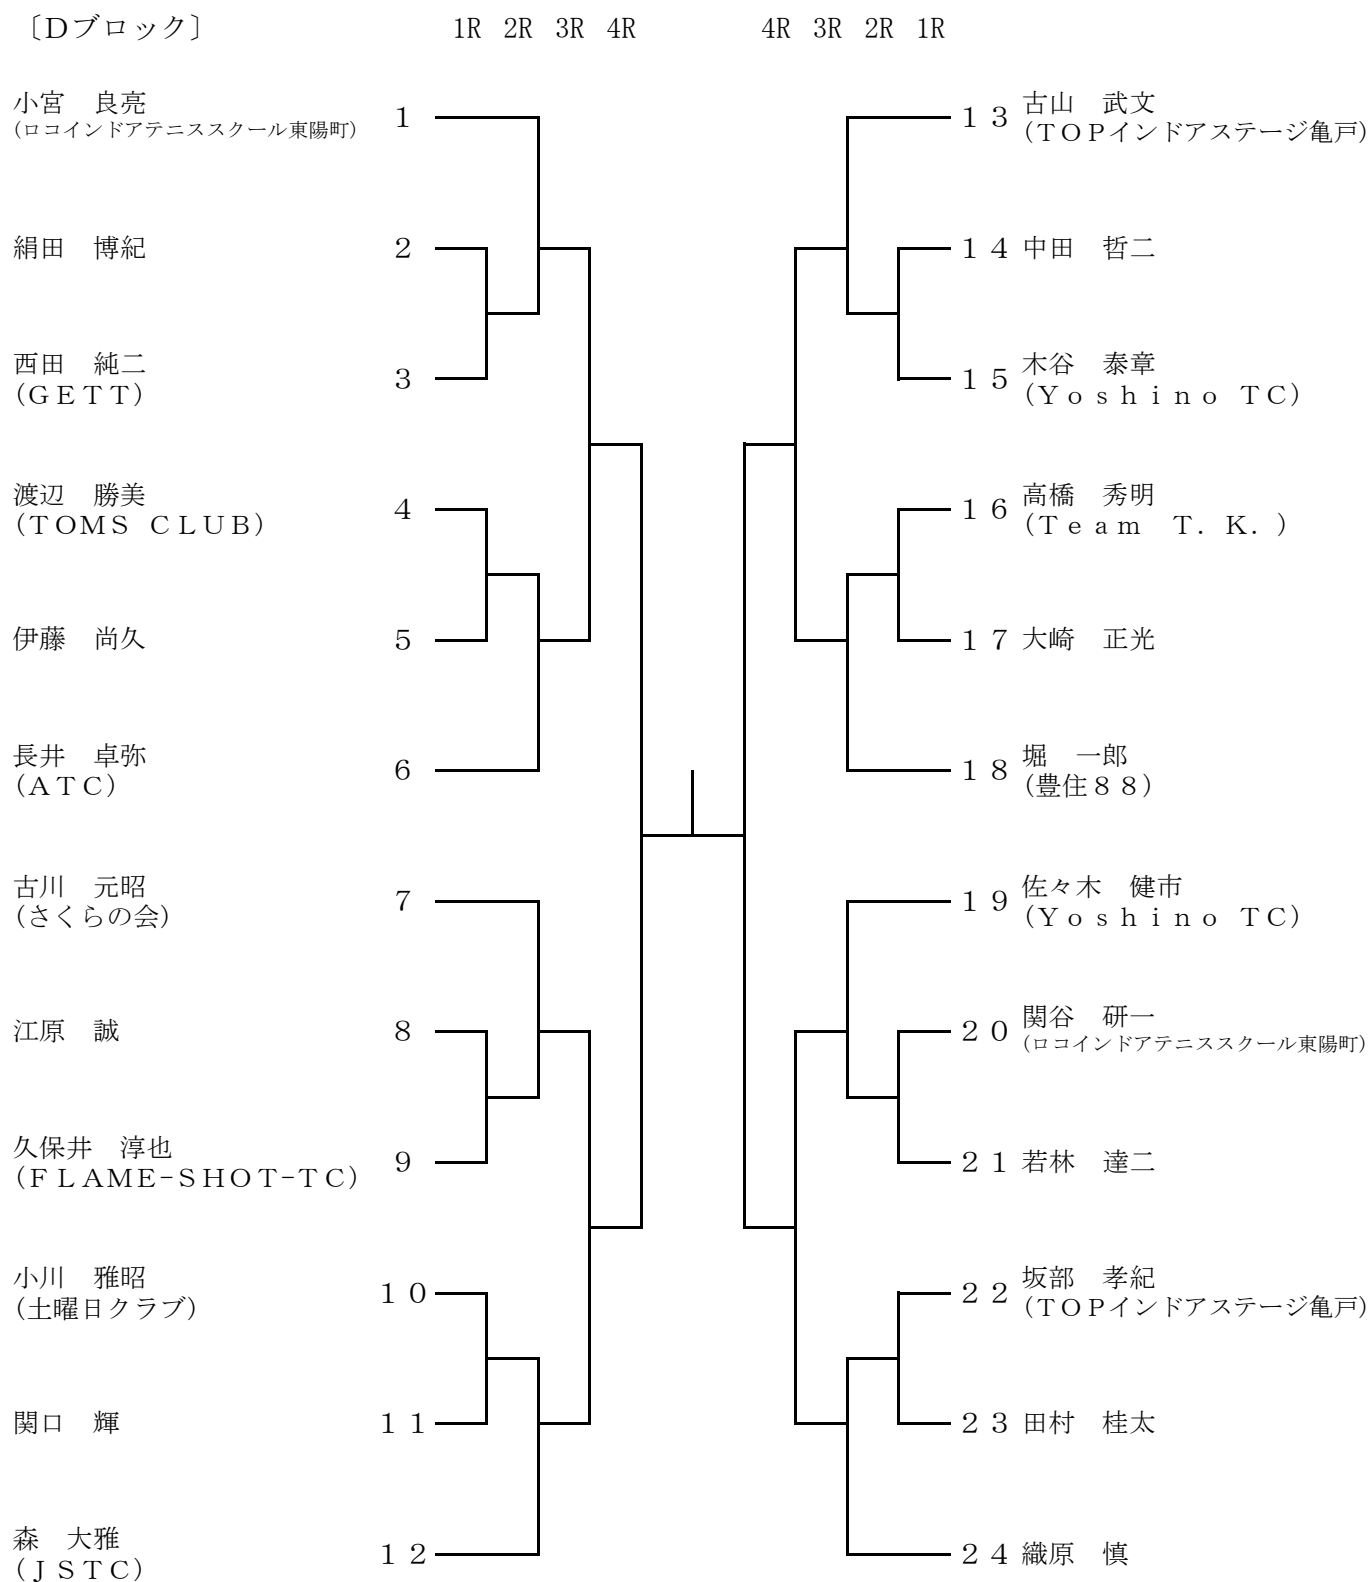 〔Dブロック〕
1R 2R 3R 4R
4R 3R 2R 1R
小宮　良亮
(ロコインドアテニススクール東陽町)
1
絹田　博紀
2
西田　純二
(ＧＥＴＴ)
3
渡辺　勝美
(ＴＯＭＳ ＣＬＵＢ)
4
伊藤　尚久
5
長井　卓弥
(ＡＴＣ)
6
古川　元昭
(さくらの会)
7
江原　誠
8
久保井　淳也
(ＦＬＡＭＥ-ＳＨＯＴ-ＴＣ)
9
小川　雅昭
(土曜日クラブ)
１０
関口　輝
１１
森　大雅
(ＪＳＴＣ)
１２
１３
古山　武文
(ＴＯＰインドアステージ亀戸)
１４ 中田　哲二
１５
木谷　泰章
(Ｙｏｓｈｉｎｏ ＴＣ)
１６
高橋　秀明
(Ｔｅａｍ　Ｔ．Ｋ．)
１７ 大崎　正光
１８
堀　一郎
(豊住８８)
１９
佐々木　健市
(Ｙｏｓｈｉｎｏ ＴＣ)
２０
関谷　研一
(ロコインドアテニススクール東陽町)
２１ 若林　達二
２２
坂部　孝紀
(ＴＯＰインドアステージ亀戸)
２３ 田村　桂太
２４ 織原　慎